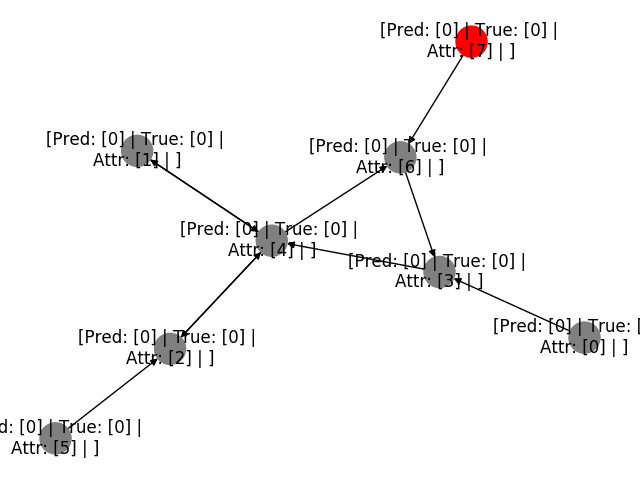 [Pred: [0] | True: [0] |
Attr: [7] | ]
[Pred: [0] | True: [0] |
Attr: [1] | ]
[Pred: [0] | True: [0] |
Attr: [6] | ]
[Pred: [0] | True: [0] |
Attr: [4] | ]
[Pred: [0] | True: [0] |
Attr: [3] | ]
[Pred: [0] | True: [
Attr: [0] | ]
[Pred: [0] | True: [0] |
Attr: [2] | ]
d: [0] | True: [0] |
Attr: [5] | ]